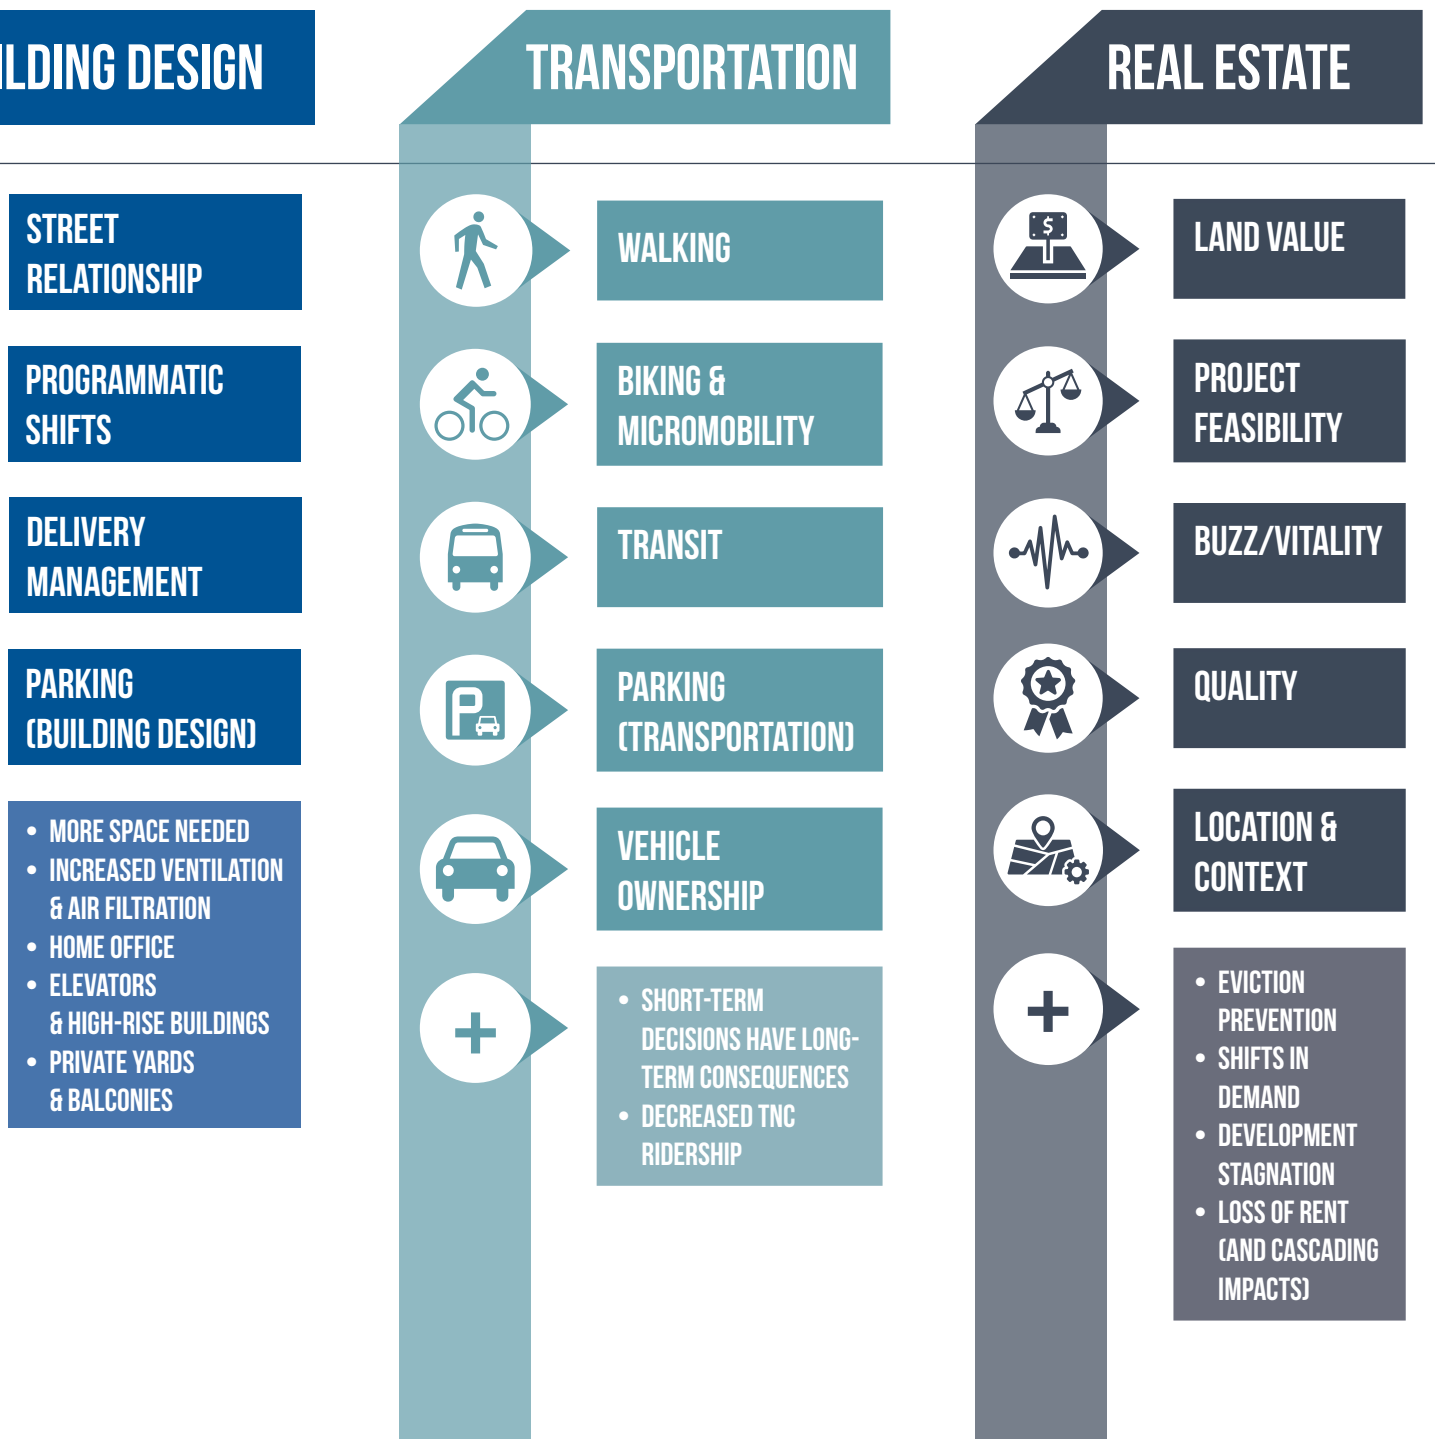 ILDING DESIGN
STREET
RELATIONSHIP
PROGRAMMATIC
SHIFTS
DELIVERY
MANAGEMENT
PARKING
(BUILDING DESIGN)
• MORE SPACE NEEDED
• INCREASED VENTILATION
& AIR FILTRATION
• HOME OFFICE
• ELEVATORS
& HIGH-RISE BUILDINGS
• PRIVATE YARDS
& BALCONIES
TRANSPORTATION
WALKING
BIKING &
MICROMOBILITY
TRANSIT
P
PARKING
(TRANSPORTATION)
VEHICLE
OWNERSHIP
+
• SHORT-TERM
DECISIONS HAVE LONG-
TERM CONSEQUENCES
• DECREASED TNC
RIDERSHIP
REAL ESTATE
$
LAND VALUE
PROJECT
FEASIBILITY
BUZZ/VITALITY
QUALITY
LOCATION &
CONTEXT
+
• EVICTION
PREVENTION
• SHIFTS IN
DEMAND
• DEVELOPMENT
STAGNATION
• LOSS OF RENT
(AND CASCADING
IMPACTS)